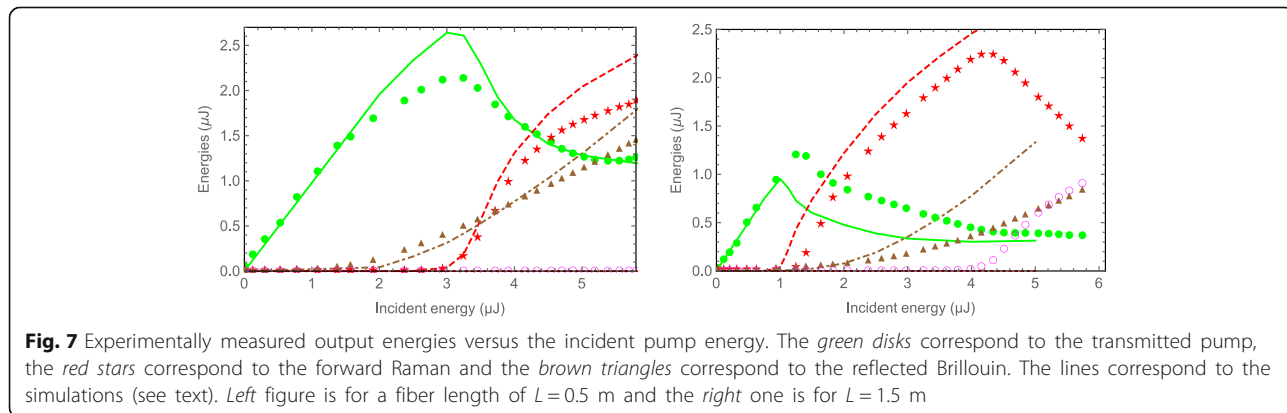 2.5
2.0
1.5
1.0
0.5
0.0
Energies (µJ)
0 1 2 3 4 5
Incident energy (µJ)
2.5
2.0
1.5
1.0
0.5
0.0
Energies (µJ)
0 1 2 3 4 5 6
Incident energy (µJ)
Fig. 7 Experimentally measured output energies versus the incident pump energy. The green disks correspond to the transmitted pump,
the red stars correspond to the forward Raman and the brown triangles correspond to the reflected Brillouin. The lines correspond to the
simulations (see text). Left figure is for a fiber length of L = 0.5 m and the right one is for L = 1.5 m